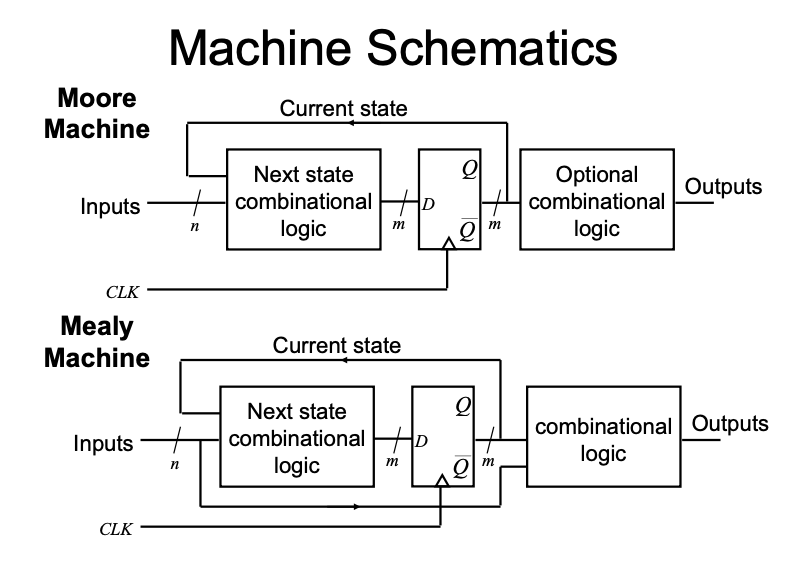 Machine Schematics
Moore
Machine
Current state
Inputs
n
Next state
combinational
logic
m
D
Q
Q̅
m
Optional
combinational
logic
Outputs
CLK
Mealy
Machine
Current state
Inputs
n
Next state
combinational
logic
m
D
Q
Q̅
m
combinational
logic
Outputs
CLK